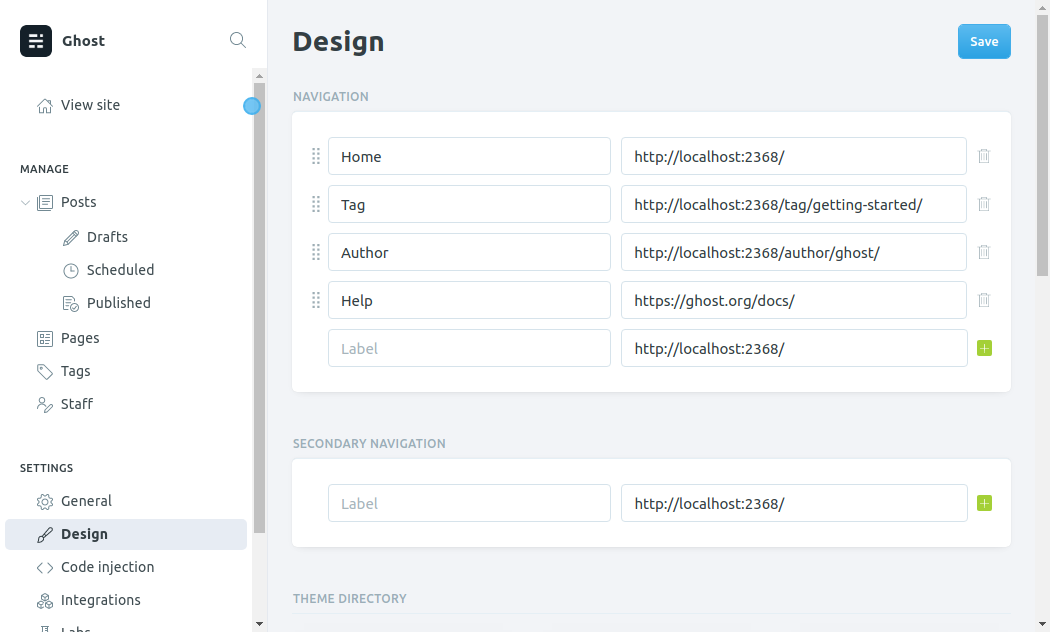 Ghost
View site
MANAGE
Posts
Drafts
Scheduled
Published
Pages
Tags
Staff
SETTINGS
General
Design
Code injection
Integrations
Labs
Design
Save
NAVIGATION
Home http://localhost:2368/
Tag http://localhost:2368/tag/getting-started/
Author http://localhost:2368/author/ghost/
Help https://ghost.org/docs/
Label http://localhost:2368/
SECONDARY NAVIGATION
Label http://localhost:2368/
THEME DIRECTORY